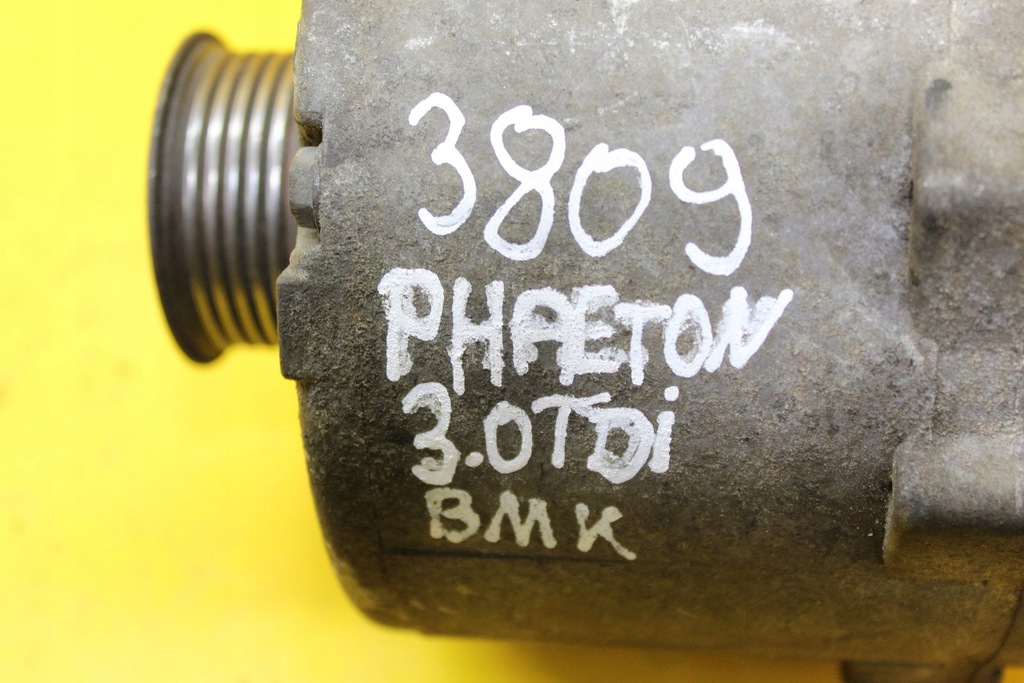 3809
PHAETON
3.0TDi
BMK